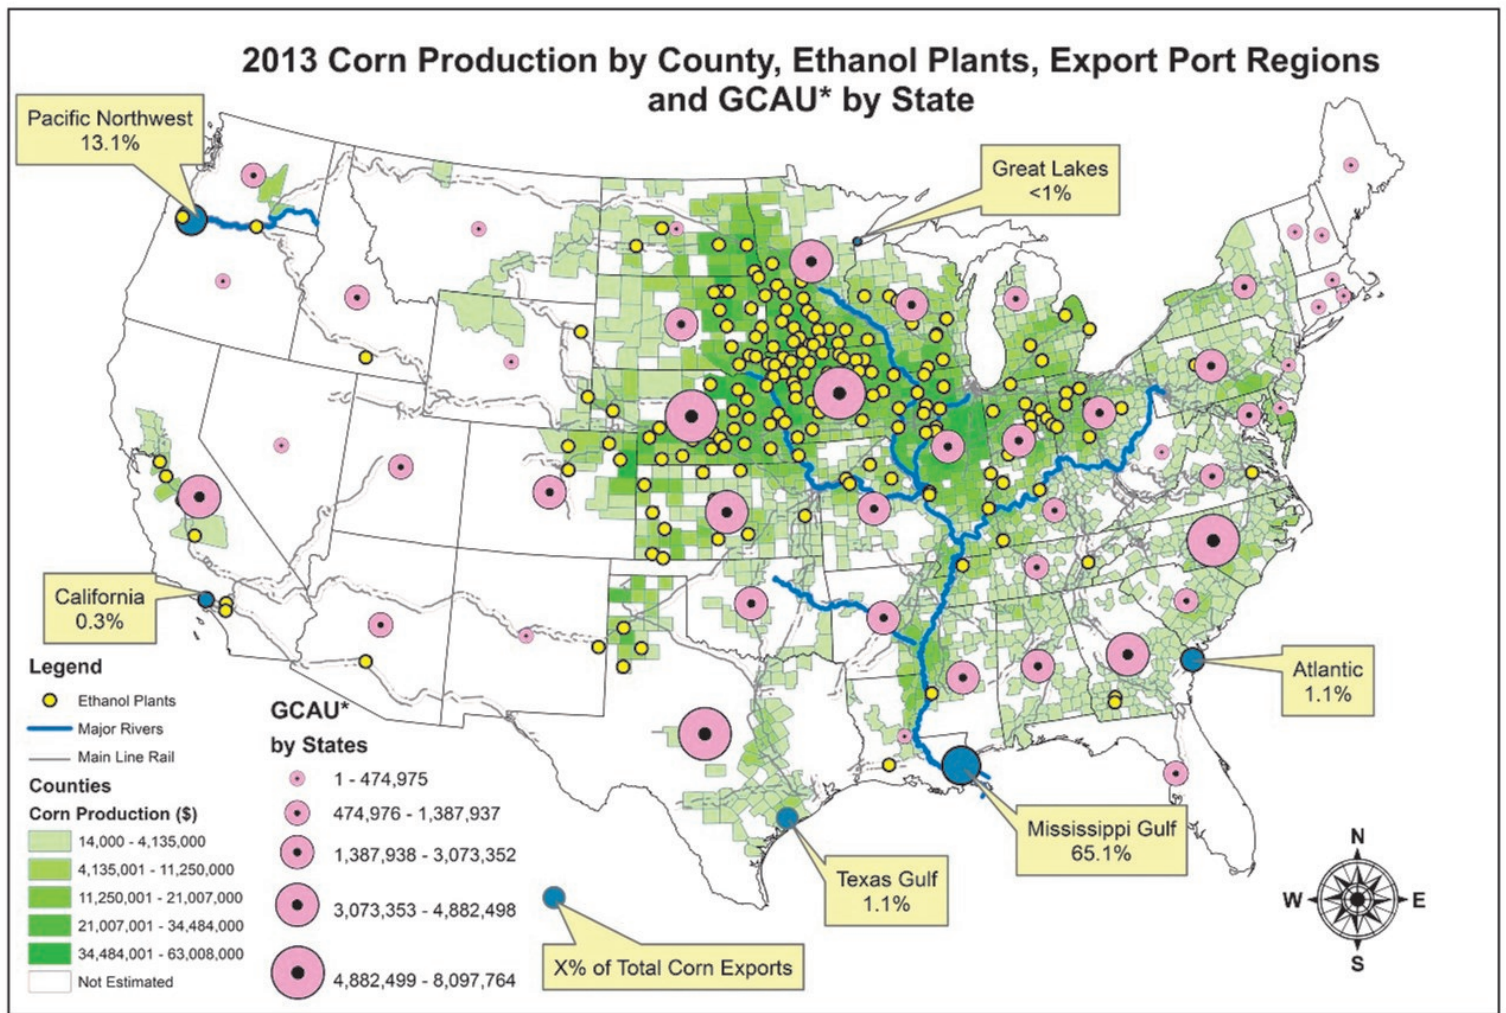 2013 Corn Production by County, Ethanol Plants, Export Port Regions
and GCAU* by State
Pacific Northwest
13.1%
Great Lakes
<1%
California
0.3%
Atlantic
1.1%
Mississippi Gulf
65.1%
Texas Gulf
1.1%
X% of Total Corn Exports
Legend
Ethanol Plants
Major Rivers
Main Line Rail
Counties
Corn Production ($)
14,000 - 4,135,000
4,135,001 - 11,250,000
11,250,001 - 21,007,000
21,007,001 - 34,484,000
34,484,001 - 63,008,000
Not Estimated
GCAU*
by States
1 - 474,975
474,976 - 1,387,937
1,387,938 - 3,073,352
3,073,353 - 4,882,498
4,882,499 - 8,097,764
N
W
E
S